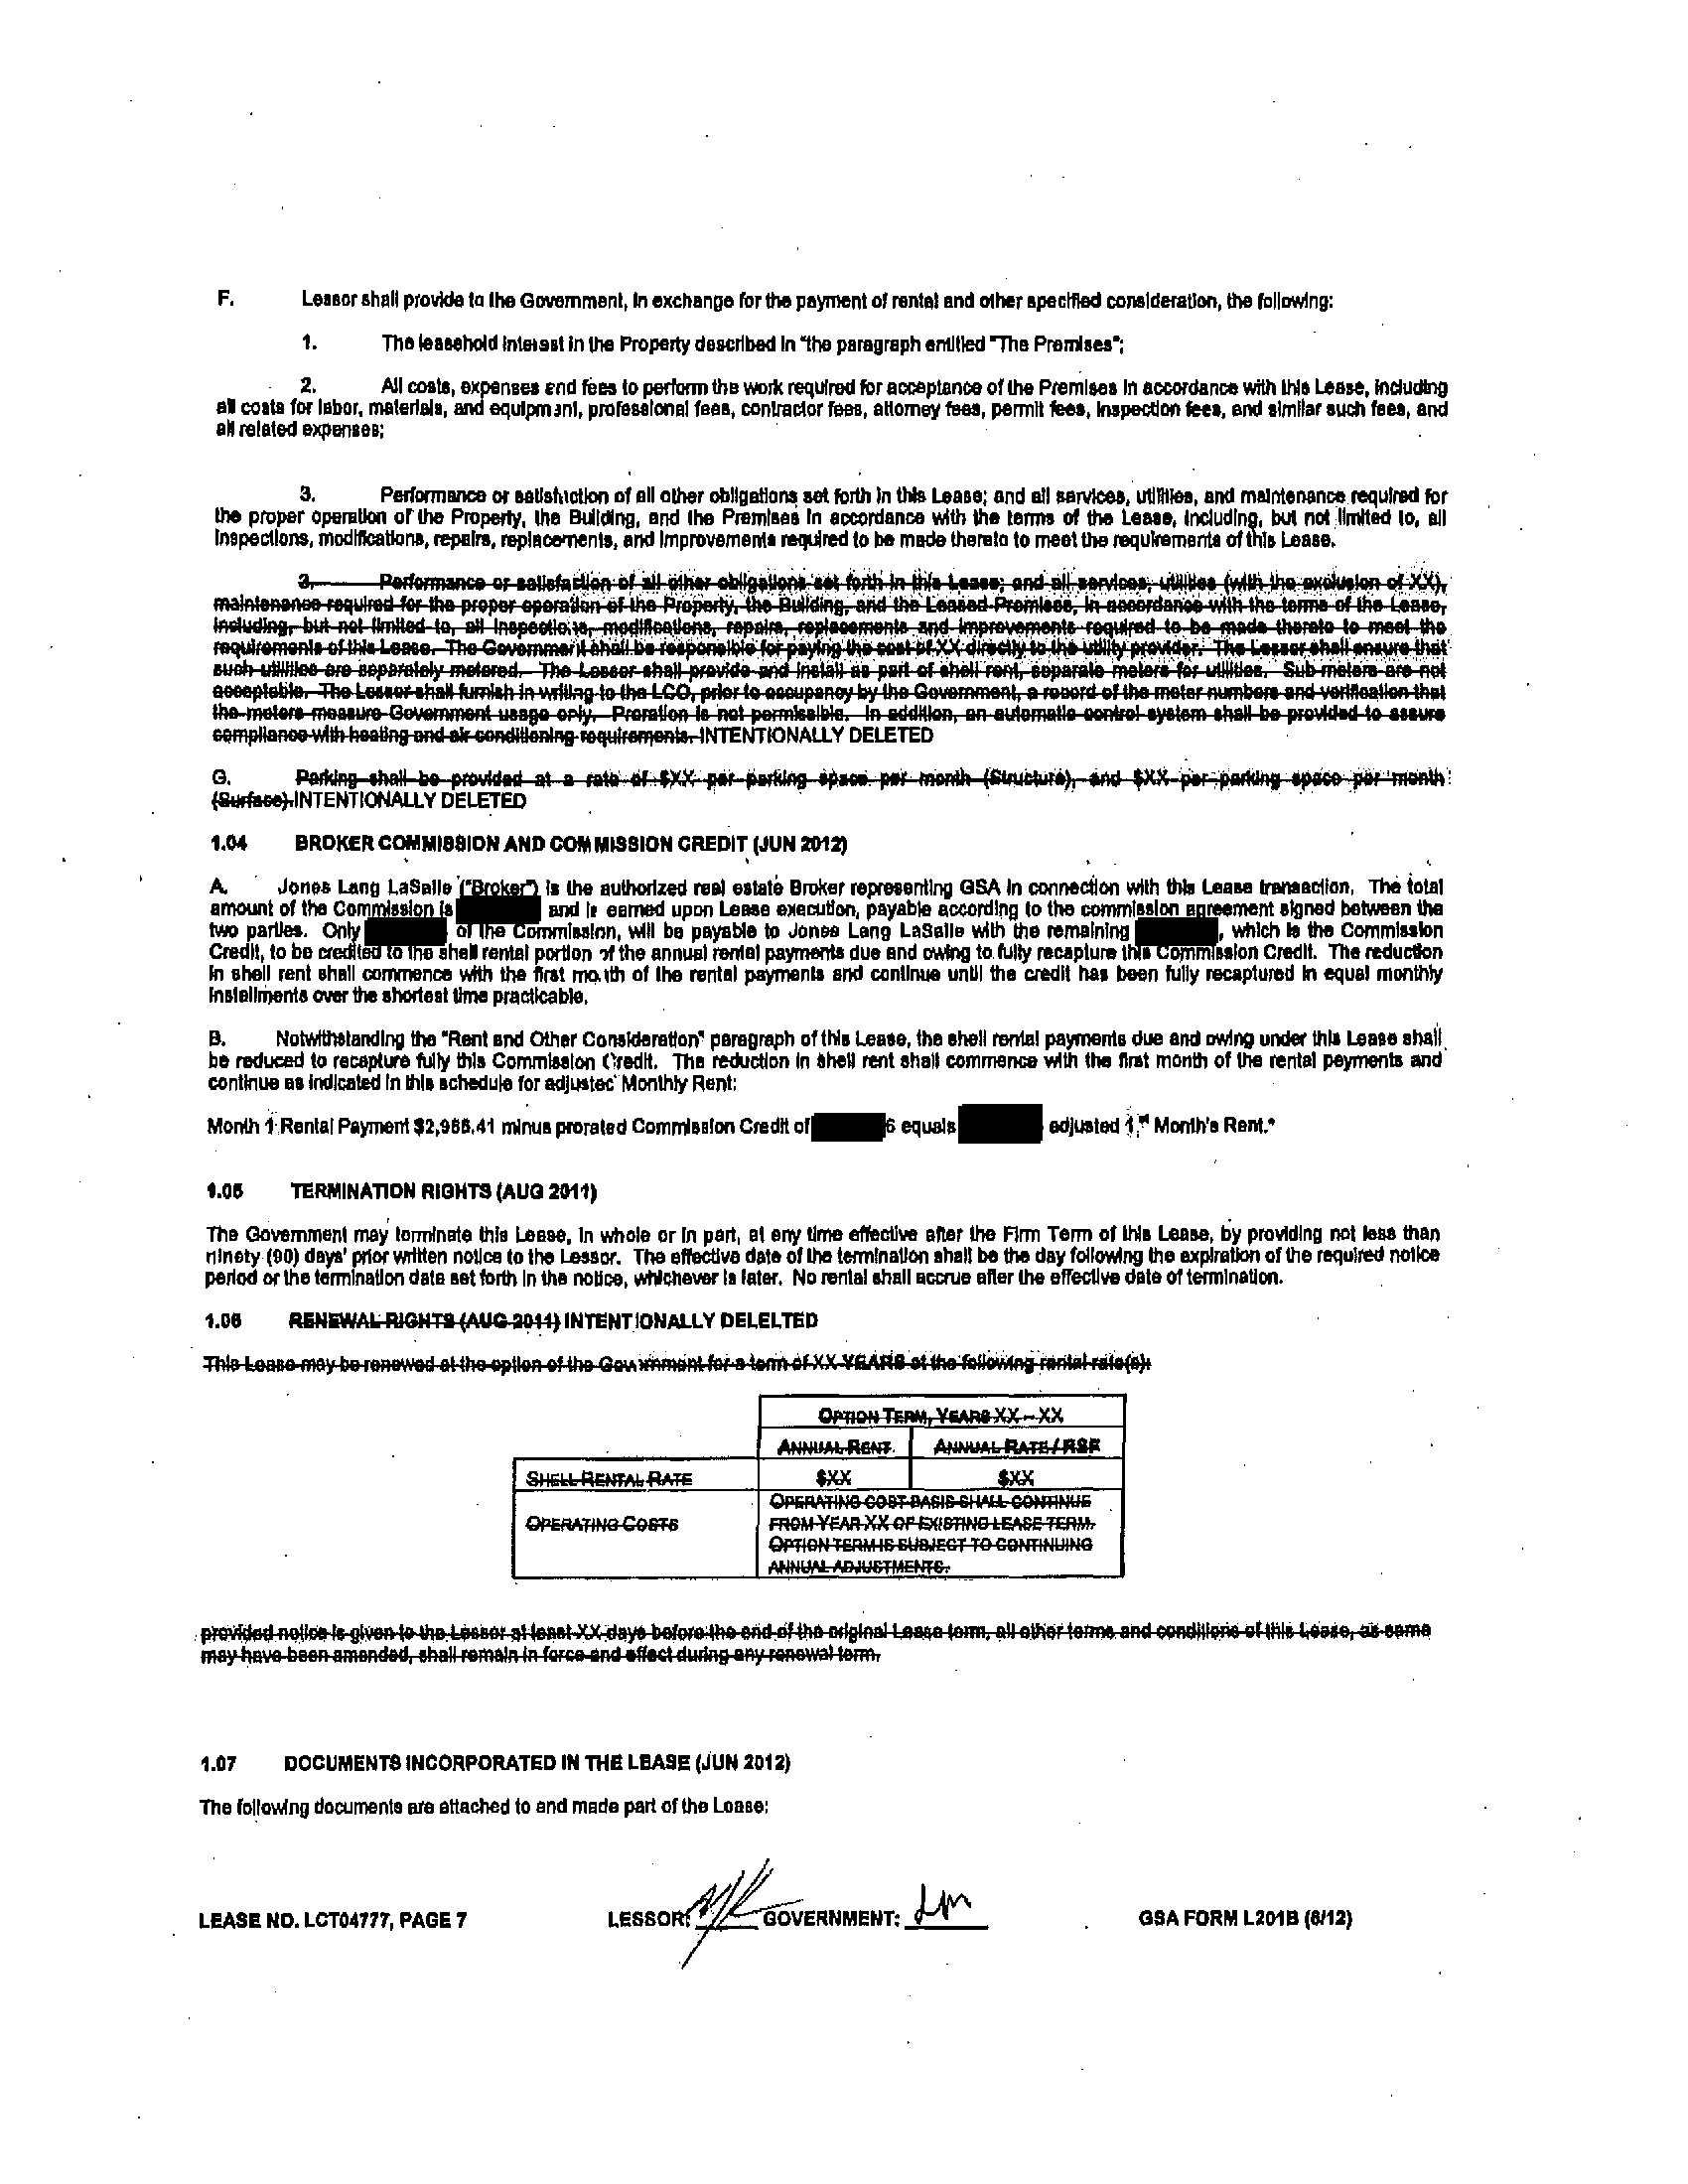 F. Lessor shall provide to the Government, in exchange for the payment of rental and other specified consideration, the following:
1. The leasehold interest in the Property described in "the paragraph entitled "The Premises";
2. All costs, expenses and fees to perform the work required for acceptance of the Premises in accordance with this Lease, including
all costs for labor, materials, and equipment, professional fees, contractor fees, attorney fees, permit fees, inspection fees, and similar such fees, and
all related expenses;
3. Performance or satisfaction of all other obligations set forth in this Lease; and all services, utilities, and maintenance required for
the proper operation of the Property, the Building, and the Premises in accordance with the terms of the Lease, including, but not limited to, all
inspections, modifications, repairs, replacements, and improvements required to be made thereto to meet the requirements of this Lease.
3. Performance or satisfaction of all other obligations set forth in this Lease; and all services, utilities (with the exclusion of XX),
maintenance required for the proper operation of the Property, the Building, and the Leased Premises, in accordance with the terms of the Lease,
including, but not limited to, all inspections, modifications, repairs, replacements and improvements required to be made thereto to meet the
requirements of this Lease. The Government shall be responsible for paying the cost of XX directly to the utility provider. The Lessor shall ensure that
such utilities are separately metered. The Lessor shall provide and install as part of shell rent, separate meters for utilities. Sub-meters are not
acceptable. The Lessor shall furnish in writing to the LCO, prior to occupancy by the Government, a record of the meter numbers and verification that
the meters measure Government usage only. Proration is not permissible. In addition, an automatic control system shall be provided to assure
compliance with heating and air conditioning requirements. INTENTIONALLY DELETED
G. Parking shall be provided at a rate of $XX per parking space per month (Structure), and $XX per parking space per month
(Surface). INTENTIONALLY DELETED
1.04 BROKER COMMISSION AND COMMISSION CREDIT (JUN 2012)
A. Jones Lang LaSalle ("Broker") is the authorized real estate Broker representing GSA in connection with this Lease transaction. The total
amount of the Commission is and is earned upon Lease execution, payable according to the commission agreement signed between the
two parties. Only of the Commission, will be payable to Jones Lang LaSalle with the remaining , which is the Commission
Credit, to be credited to the shell rental portion of the annual rental payments due and owing to fully recapture this Commission Credit. The reduction
in shell rent shall commence with the first month of the rental payments and continue until the credit has been fully recaptured in equal monthly
installments over the shortest time practicable.
B. Notwithstanding the "Rent and Other Consideration" paragraph of this Lease, the shell rental payments due and owing under this Lease shall
be reduced to recapture fully this Commission Credit. The reduction in shell rent shall commence with the first month of the rental payments and
continue as indicated in this schedule for adjusted Monthly Rent:
Month 1 Rental Payment minus prorated Commission Credit of 6 equals adjusted 1st Month's Rent.*
1.05 TERMINATION RIGHTS (AUG 2011)
The Government may terminate this Lease, in whole or in part, at any time effective after the Firm Term of this Lease, by providing not less than
ninety (90) days' prior written notice to the Lessor. The effective date of the termination shall be the day following the expiration of the required notice
period or the termination date set forth in the notice, whichever is later. No rental shall accrue after the effective date of termination.
1.06 RENEWAL RIGHTS (AUG 2011) INTENTIONALLY DELELTED
This Lease may be renewed at the option of the Government for a term of XX YEARS at the following rental rate(s):
OPTION TERM, YEARS XX – XX
ANNUAL RENT ANNUAL RATE / RSF
SHELL RENTAL RATE $XX $XX
OPERATING COSTS OPERATING COST BASIS SHALL CONTINUE
FROM YEAR XX OF EXISTING LEASE TERM.
OPTION TERM IS SUBJECT TO CONTINUING
ANNUAL ADJUSTMENTS.
provided notice is given to the Lessor at least XX days before the end of the original Lease term, all other terms and conditions of this Lease, as same
may have been amended, shall remain in force and effect during any renewal term.
1.07 DOCUMENTS INCORPORATED IN THE LEASE (JUN 2012)
The following documents are attached to and made part of the Lease:
LEASE NO. LCT04777, PAGE 7 LESSOR: GOVERNMENT: GSA FORM L201B (6/12)